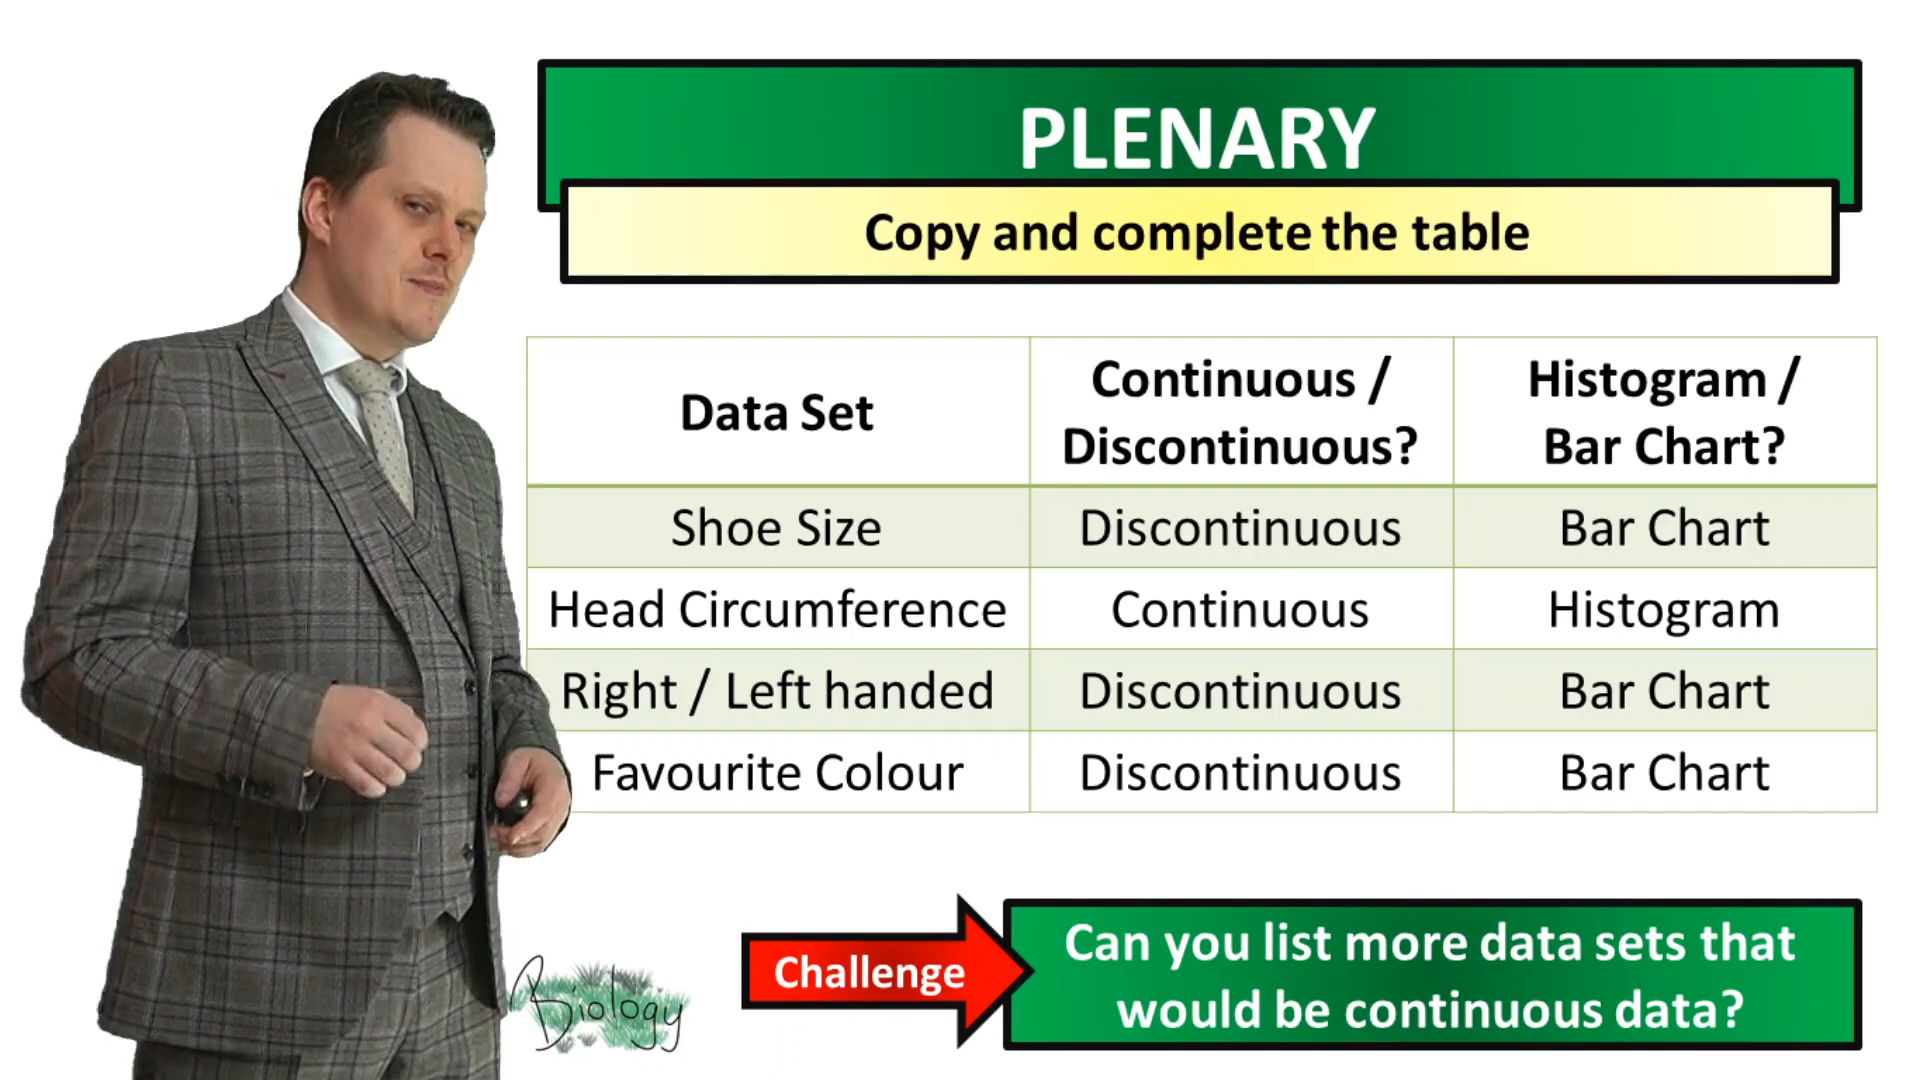 PLENARY
Copy and complete the table
Data Set
Continuous /
Discontinuous?
Histogram /
Bar Chart?
Shoe Size Discontinuous Bar Chart
Head Circumference Continuous Histogram
Right / Left handed Discontinuous Bar Chart
Favourite Colour Discontinuous Bar Chart
Biology
Challenge
Can you list more data sets that
would be continuous data?